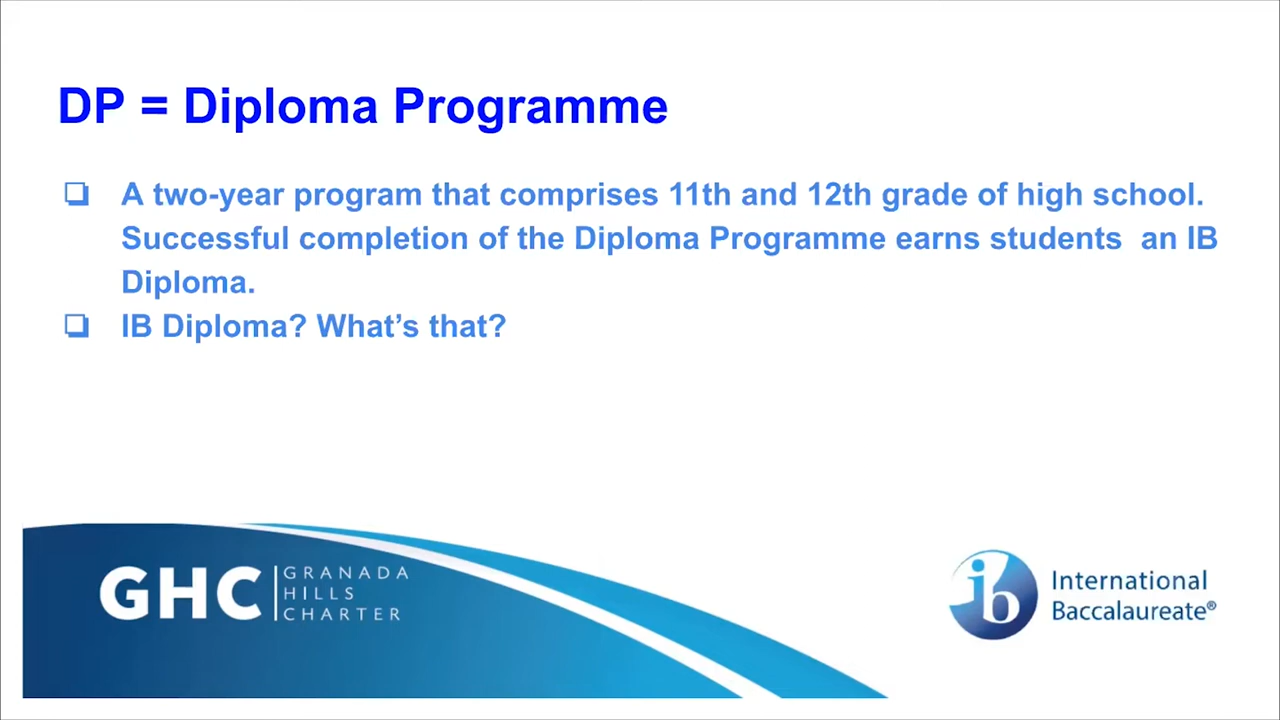 DP = Diploma Programme
❏ A two-year program that comprises 11th and 12th grade of high school.
Successful completion of the Diploma Programme earns students  an IB
Diploma.
❏ IB Diploma? What’s that?
GHC
GRANADA
HILLS
CHARTER
ib
International
Baccalaureate®